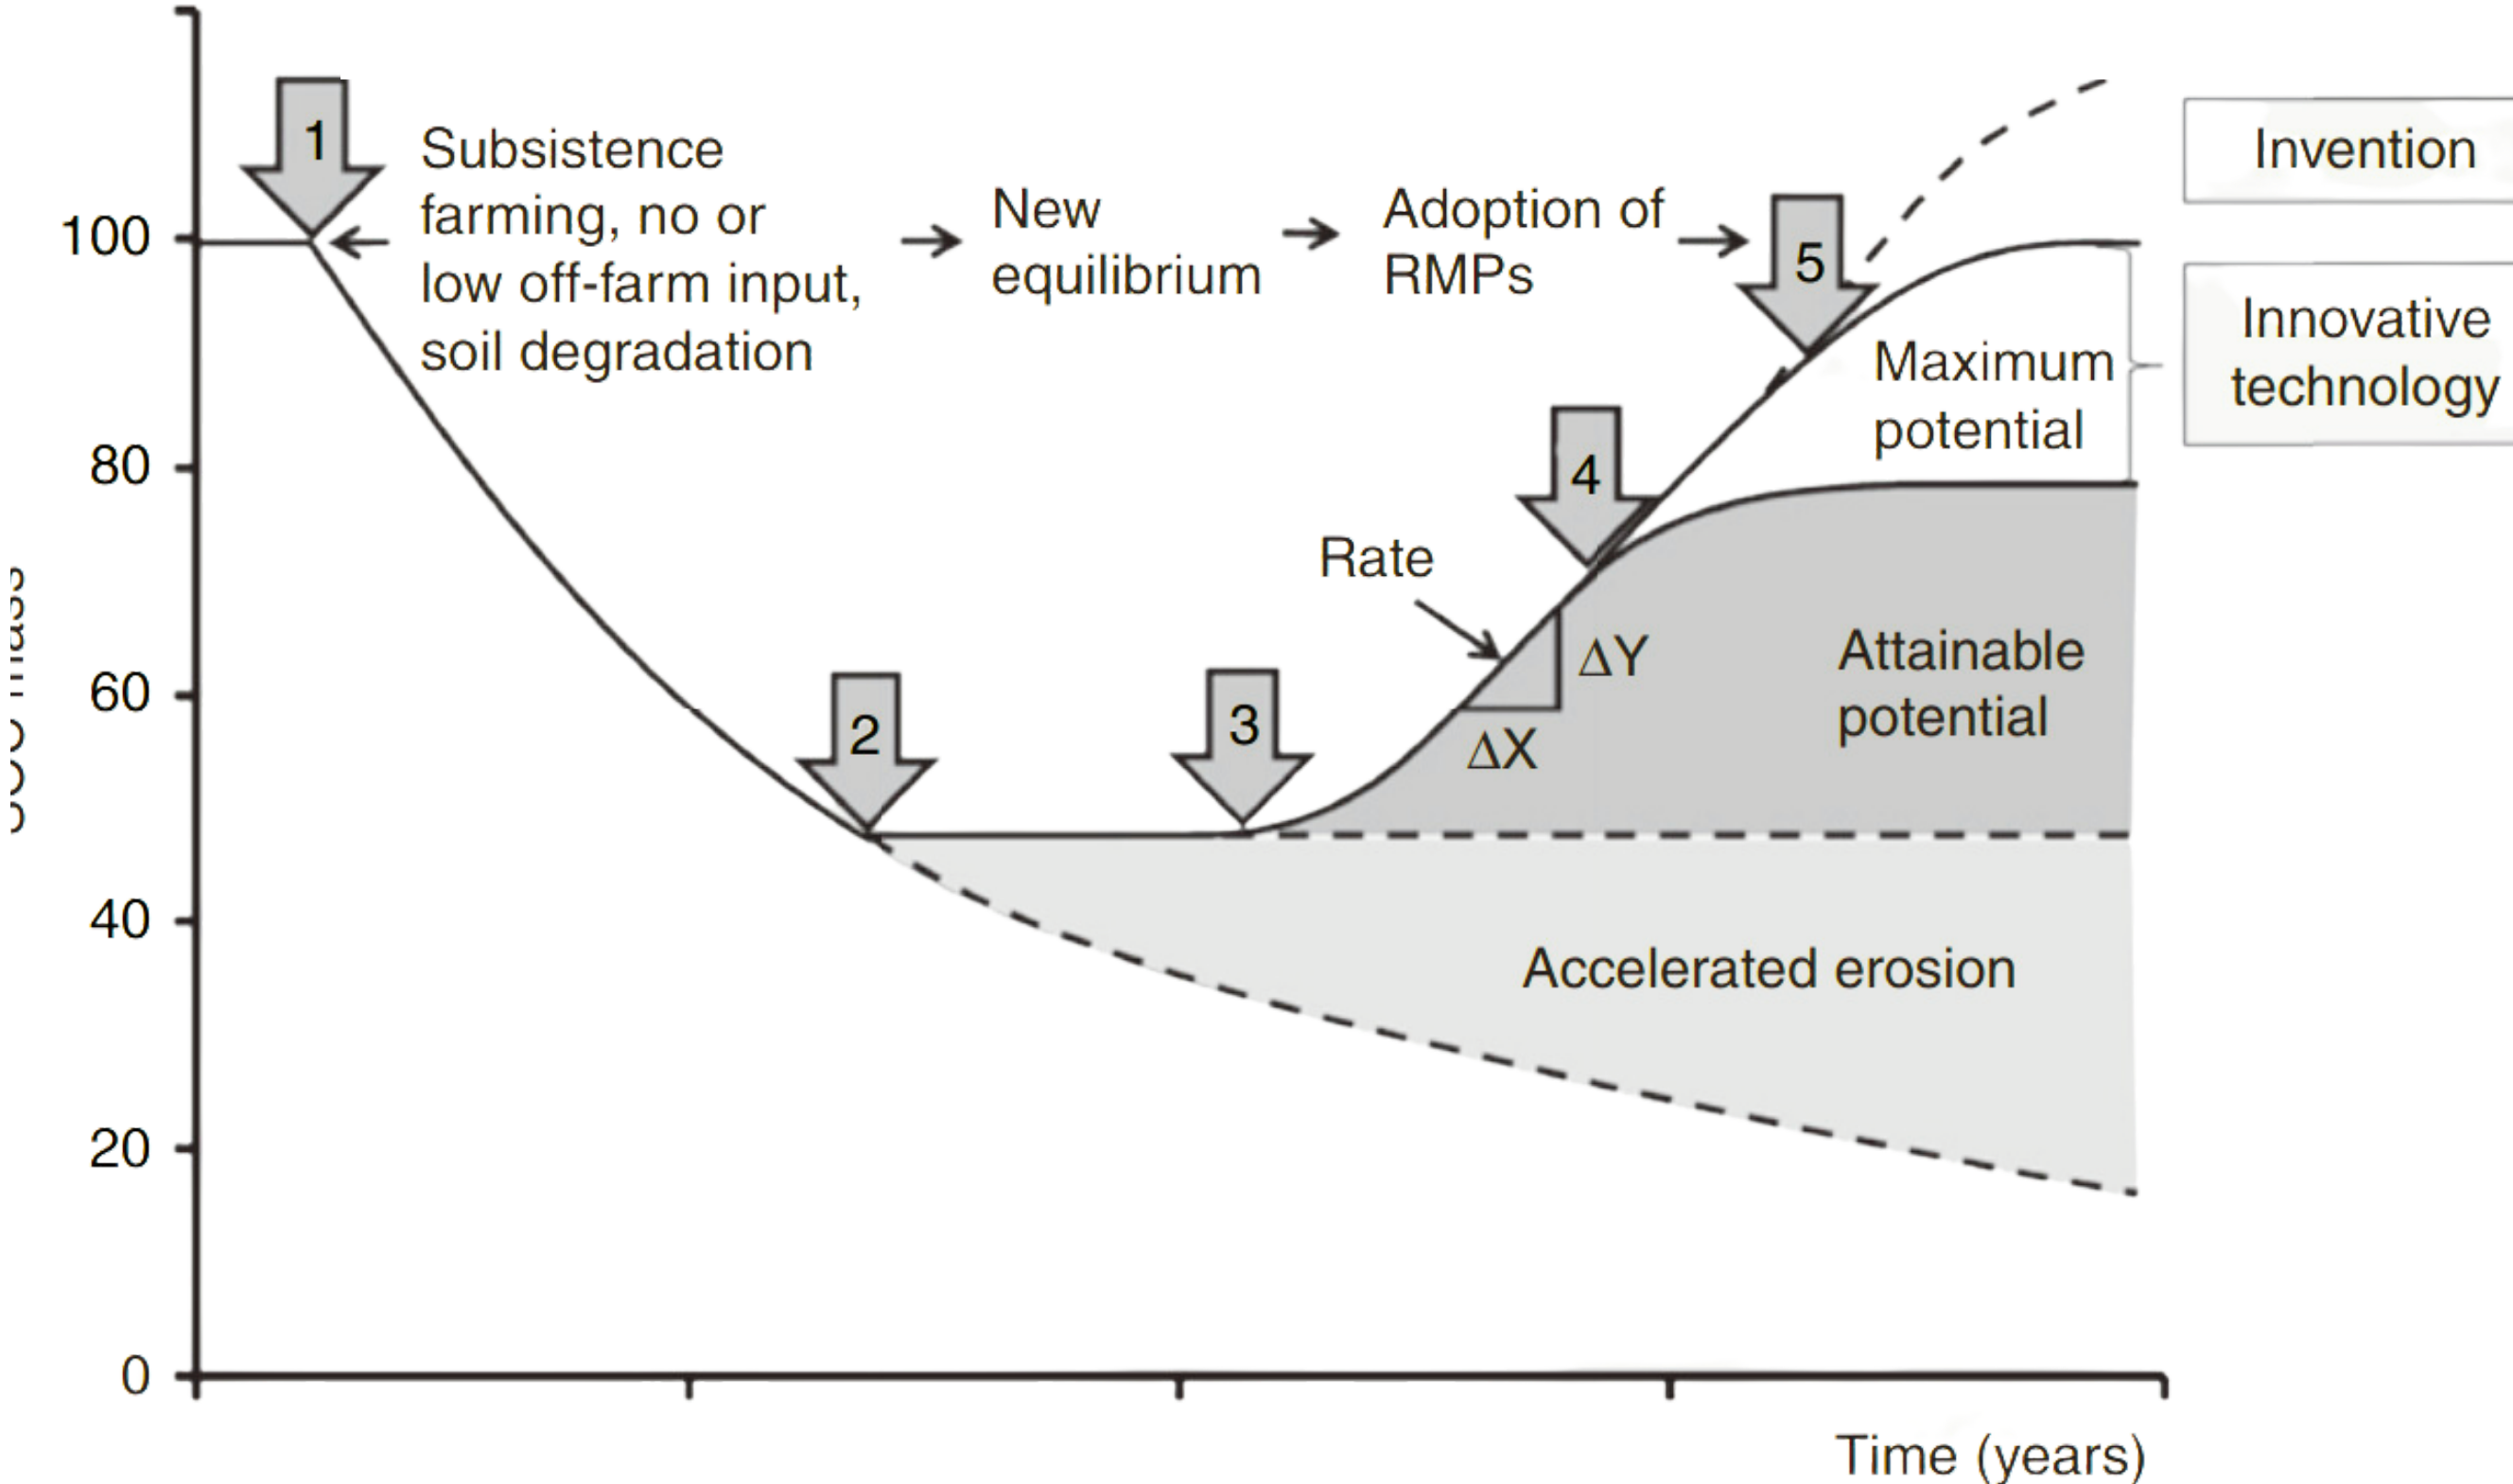 1
Subsistence
farming, no or
low off-farm input,
soil degradation
New
equilibrium
Adoption of
RMPs
5
Invention
Innovative
technology
Maximum
potential
4
Rate
ΔY
ΔX
Attainable
potential
2
3
Accelerated erosion
100
80
60
40
20
0
Time (years)